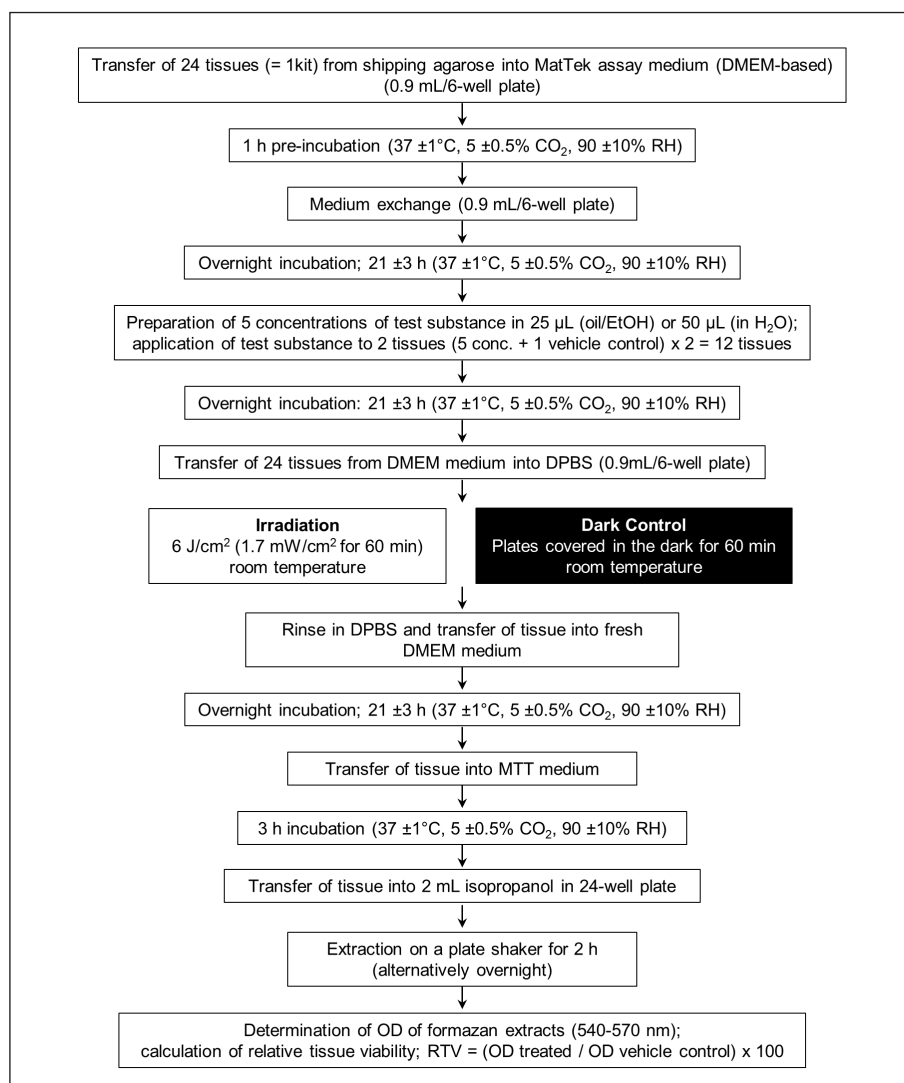 Transfer of 24 tissues (= 1kit) from shipping agarose into MatTek assay medium (DMEM-based)
(0.9 mL/6-well plate)
1 h pre-incubation (37 ±1°C, 5 ±0.5% CO₂, 90 ±10% RH)
Medium exchange (0.9 mL/6-well plate)
Overnight incubation; 21 ±3 h (37 ±1°C, 5 ±0.5% CO₂, 90 ±10% RH)
Preparation of 5 concentrations of test substance in 25 µL (oil/EtOH) or 50 µL (in H₂O);
application of test substance to 2 tissues (5 conc. + 1 vehicle control) x 2 = 12 tissues
Overnight incubation: 21 ±3 h (37 ±1°C, 5 ±0.5% CO₂, 90 ±10% RH)
Transfer of 24 tissues from DMEM medium into DPBS (0.9mL/6-well plate)
Irradiation
6 J/cm² (1.7 mW/cm² for 60 min)
room temperature
Dark Control
Plates covered in the dark for 60 min
room temperature
Rinse in DPBS and transfer of tissue into fresh
DMEM medium
Overnight incubation; 21 ±3 h (37 ±1°C, 5 ±0.5% CO₂, 90 ±10% RH)
Transfer of tissue into MTT medium
3 h incubation (37 ±1°C, 5 ±0.5% CO₂, 90 ±10% RH)
Transfer of tissue into 2 mL isopropanol in 24-well plate
Extraction on a plate shaker for 2 h
(alternatively overnight)
Determination of OD of formazan extracts (540-570 nm);
calculation of relative tissue viability; RTV = (OD treated / OD vehicle control) x 100